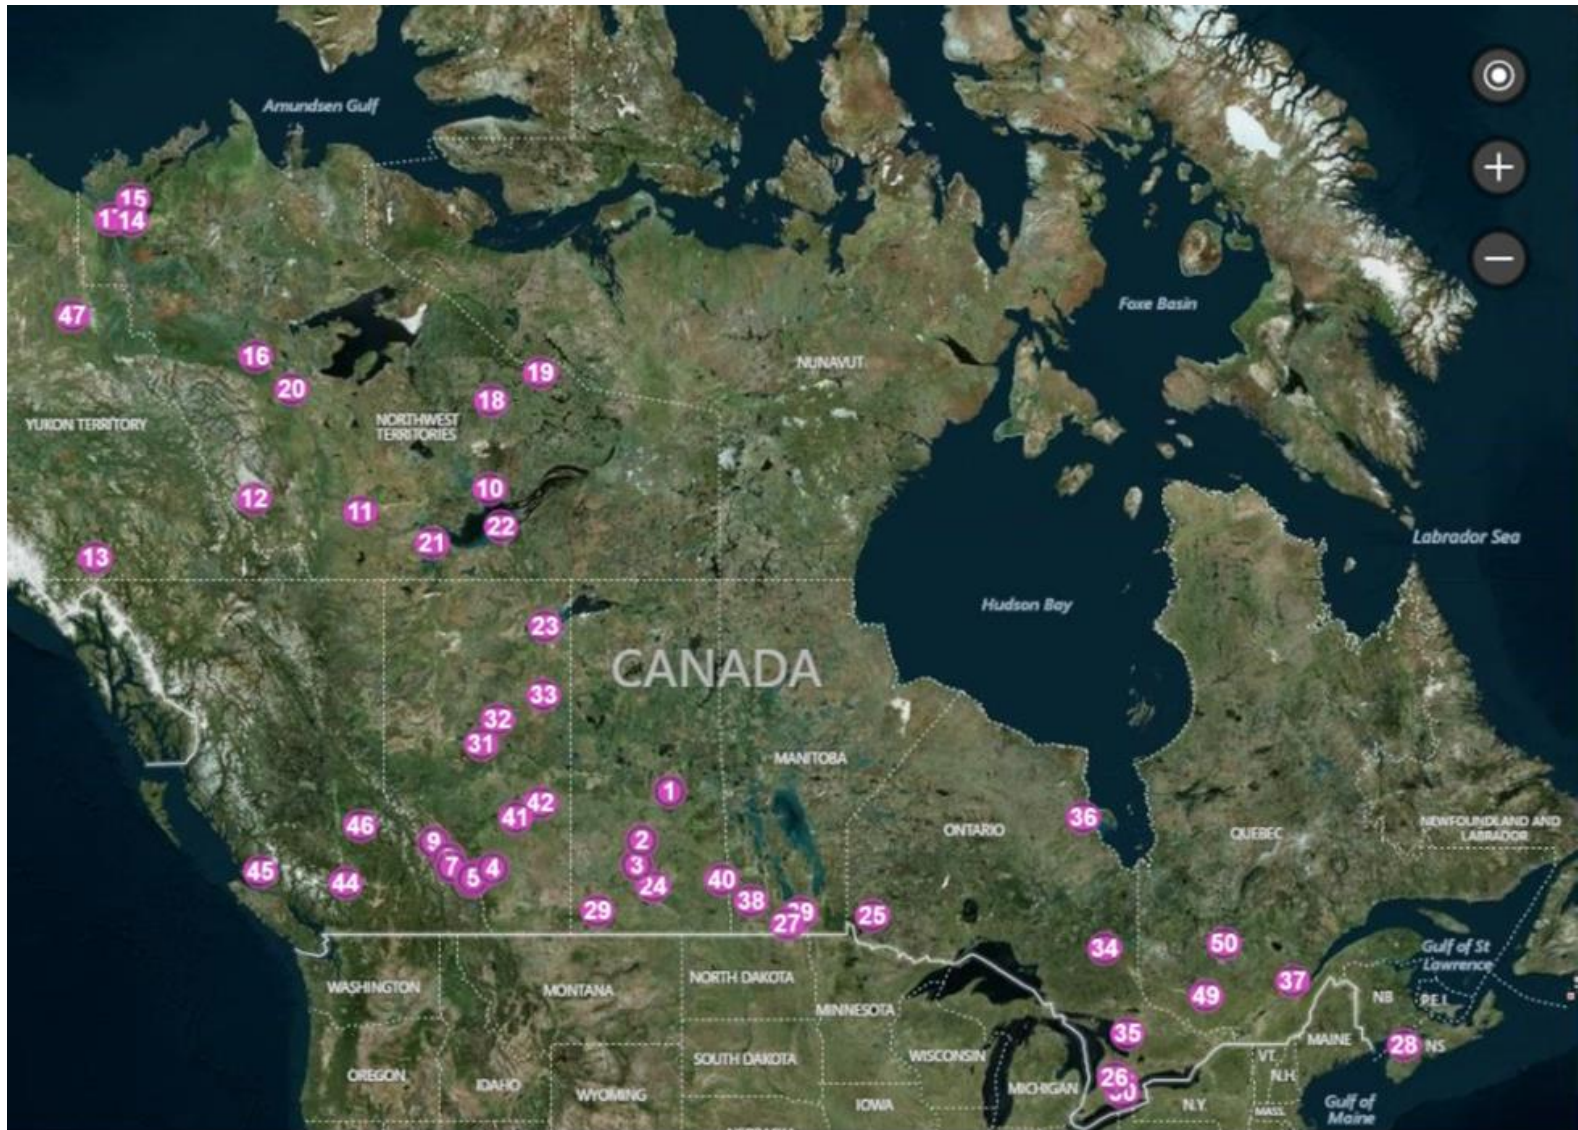 Amundsen Gulf
15
14
Foxe Basin
47
16
NUNAVUT
19
20
18
YUKON TERRITORY
NORTHWEST
TERRITORIES
10
12
11
22
21
Labrador Sea
13
Hudson Bay
23
CANADA
33
32
31
MANITOBA
1
42
41
36
46
ONTARIO
QUEBEC
NEWFOUNDLAND AND
LABRADOR
9
2
7
3
4
45
5
44
24
40
38
29
25
27
34
50
Gulf of St
Lawrence
WASHINGTON
MONTANA
NORTH DAKOTA
37
49
NB
P.E.I.
MINNESOTA
35
MAINE
28
NS
WISCONSIN
SOUTH DAKOTA
VT.
N.H.
OREGON
IDAHO
MICHIGAN
26
WYOMING
IOWA
N.Y.
MASS.
Gulf of
Maine